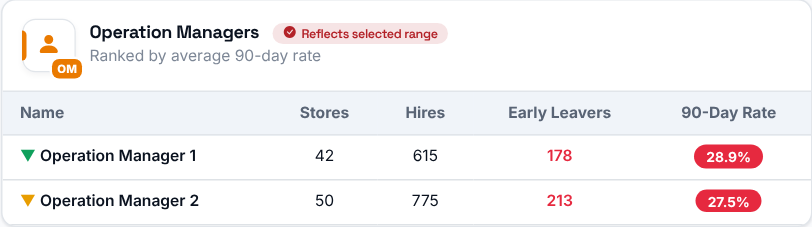 Operation Managers
Reflects selected range
Ranked by average 90-day rate
OM
Name Stores Hires Early Leavers 90-Day Rate
Operation Manager 1 42 615 178 28.9%
Operation Manager 2 50 775 213 27.5%